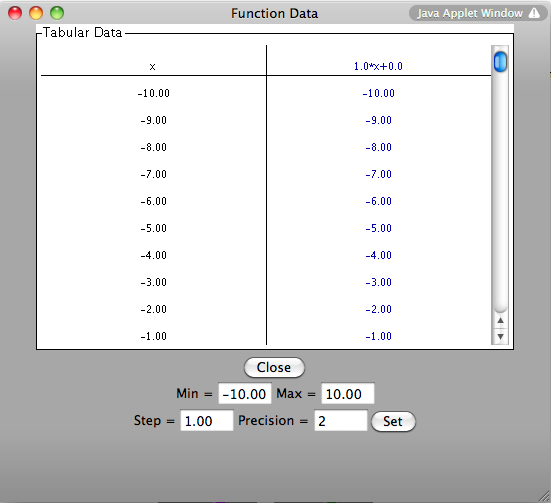 Function Data
Java Applet Window
Tabular Data
x 1.0*x+0.0
-10.00 -10.00
-9.00 -9.00
-8.00 -8.00
-7.00 -7.00
-6.00 -6.00
-5.00 -5.00
-4.00 -4.00
-3.00 -3.00
-2.00 -2.00
-1.00 -1.00
Close
Min = -10.00 Max = 10.00
Step = 1.00 Precision = 2 Set